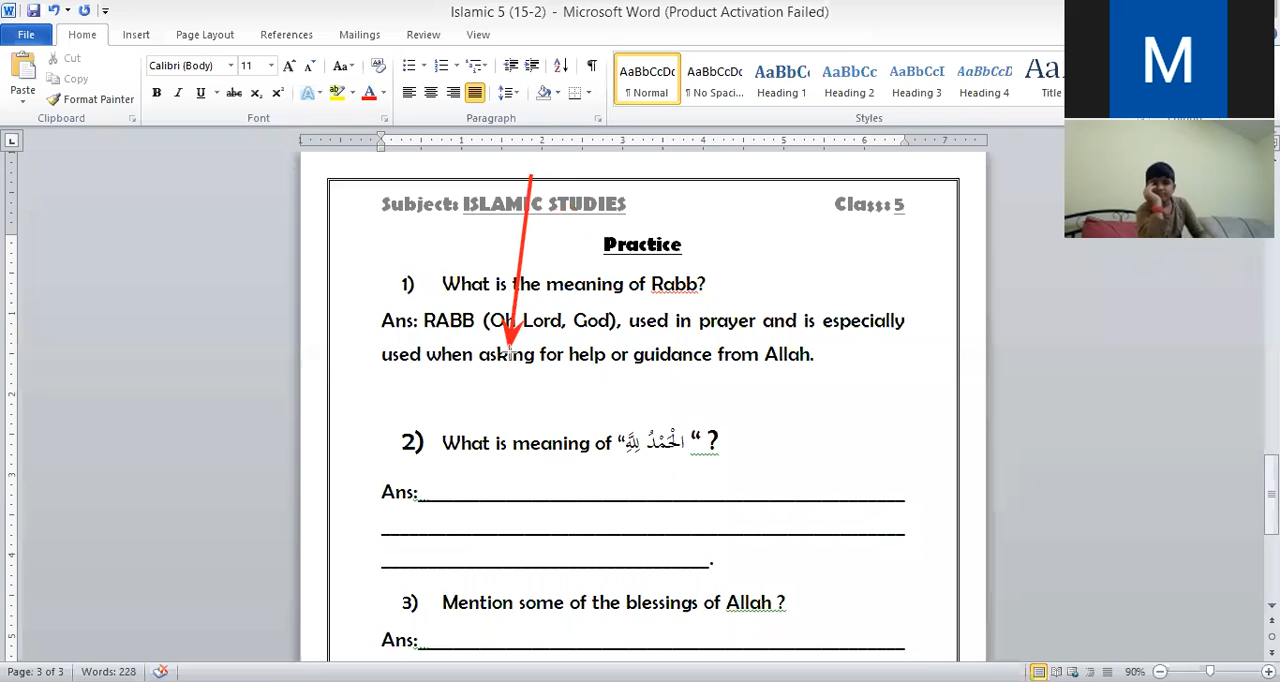 Islamic 5 (15-2) - Microsoft Word (Product Activation Failed)
File Home Insert Page Layout References Mailings Review View
Cut
Copy
Format Painter
Paste
Calibri (Body) 11
AaBbCcDc AaBbCcDc AaBbCc AaBbCc AaBbCcI AaBbCcD
¶ Normal ¶ No Spaci... Heading 1 Heading 2 Heading 3 Heading 4 Title
Clipboard Font Paragraph Styles
M
Subject: ISLAMIC STUDIES Class: 5
Practice
1) What is the meaning of Rabb?
Ans: RABB (Oh Lord, God), used in prayer and is especially
used when asking for help or guidance from Allah.
2) What is meaning of “الْحَمْدُ لِلَّهِ “ ?
Ans:
3) Mention some of the blessings of Allah ?
Ans:
Page: 3 of 3 Words: 228 90%